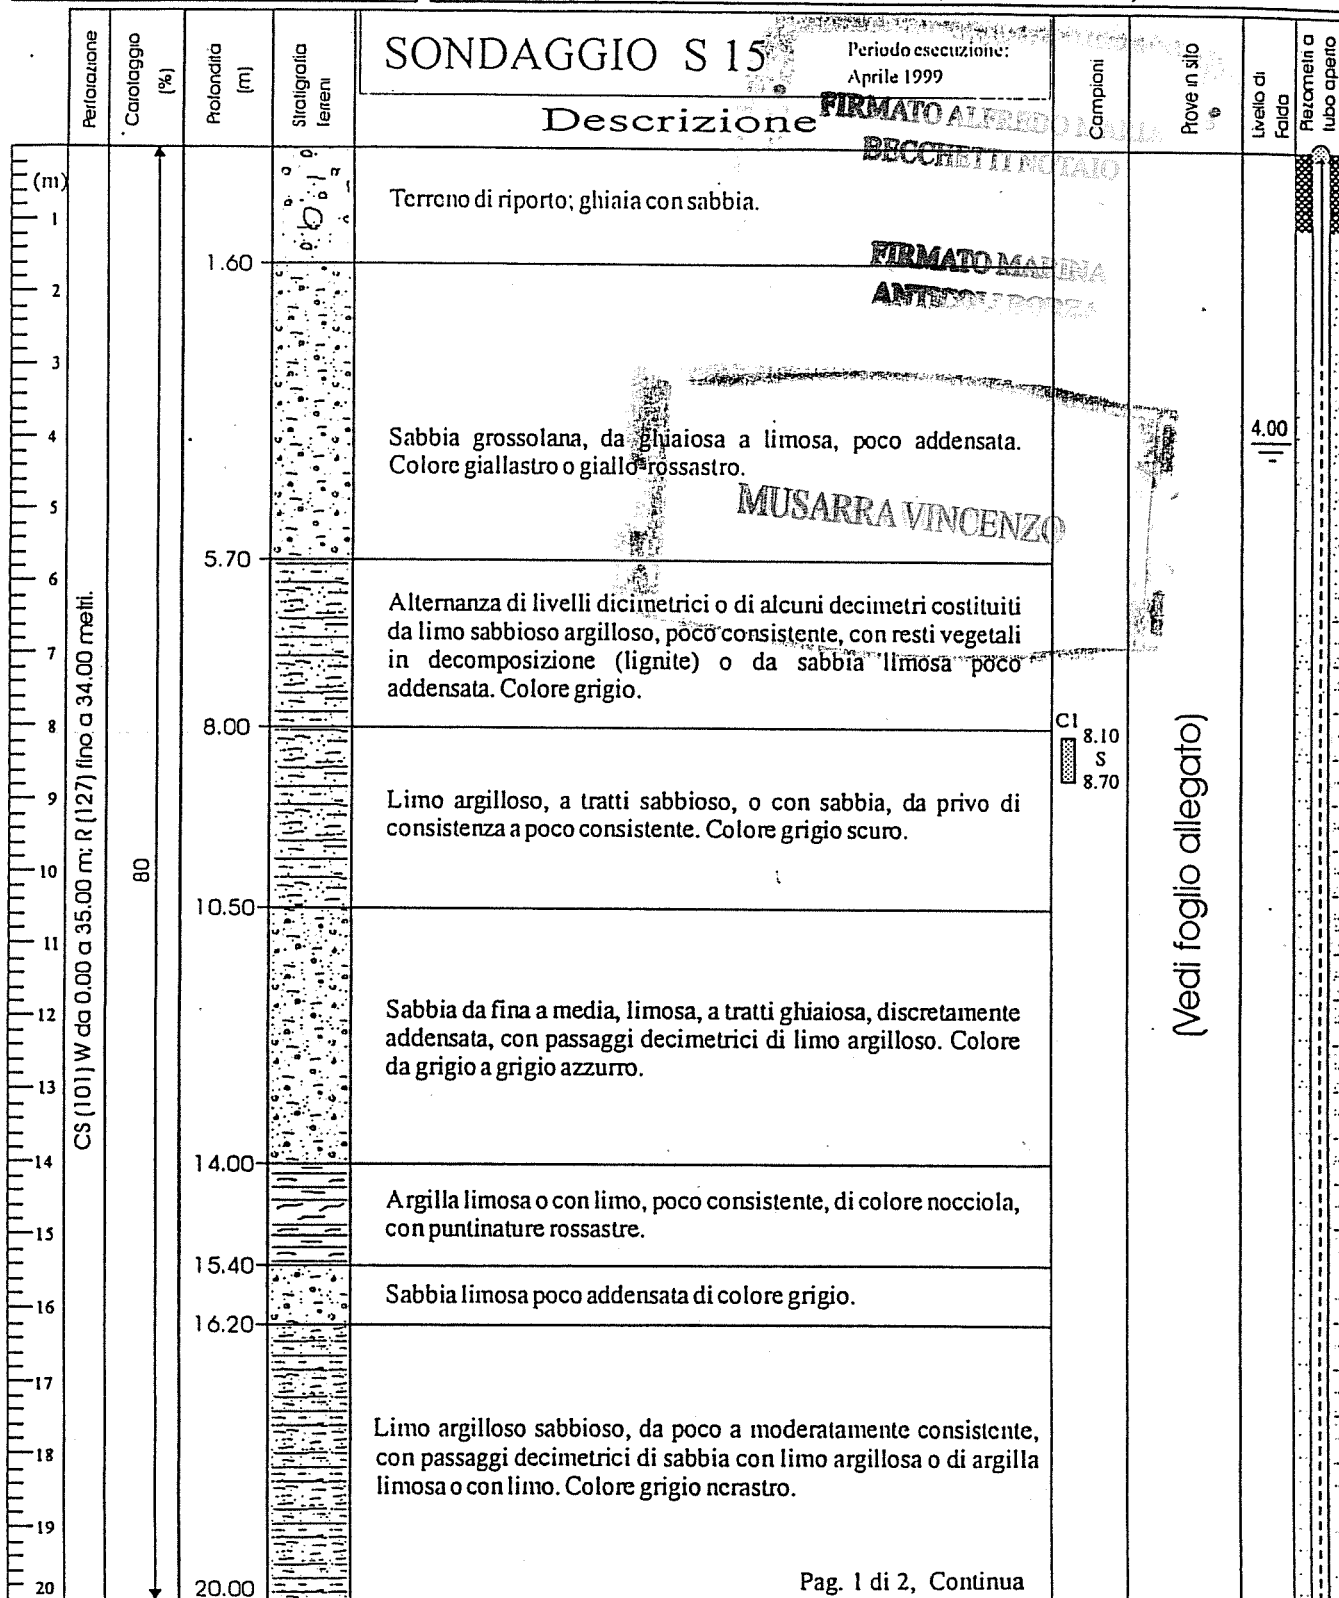 Perforazione
Carotaggio
(%)
Profondità
(m)
Stratigrafia
Terreni
SONDAGGIO S 15
Periodo esecuzione:
Aprile 1999
Descrizione
Campioni
Prove in sito
Livello di
Falda
Piezometri a
tubo aperto
FIRMATO ALFREDO MARIA
BECCHETTI NOTAIO
(m)
Terreno di riporto; ghiaia con sabbia.
1
1.60
FIRMATO MARINA
2
3
4
Sabbia grossolana, da ghiaiosa a limosa, poco addensata.
Colore giallastro o giallo-rossastro.
4.00
MUSARRA VINCENZO
5
5.70
6
Alternanza di livelli dicimetrici o di alcuni decimetri costituiti
da limo sabbioso argilloso, poco consistente, con resti vegetali
in decomposizione (lignite) o da sabbia limosa poco
addensata. Colore grigio.
7
8
8.00
C1
8.10
S
8.70
9
Limo argilloso, a tratti sabbioso, o con sabbia, da privo di
consistenza a poco consistente. Colore grigio scuro.
10
80
CS (101) W da 0.00 a 35.00 m; R (127) fino a 34.00 metri.
(Vedi foglio allegato)
10.50
11
12
Sabbia da fina a media, limosa, a tratti ghiaiosa, discretamente
addensata, con passaggi decimetrici di limo argilloso. Colore
da grigio a grigio azzurro.
13
14
14.00
Argilla limosa o con limo, poco consistente, di colore nocciola,
con puntinature rossastre.
15
15.40
Sabbia limosa poco addensata di colore grigio.
16
16.20
17
Limo argilloso sabbioso, da poco a moderatamente consistente,
con passaggi decimetrici di sabbia con limo argillosa o di argilla
limosa o con limo. Colore grigio nerastro.
18
19
20
20.00
Pag. 1 di 2, Continua